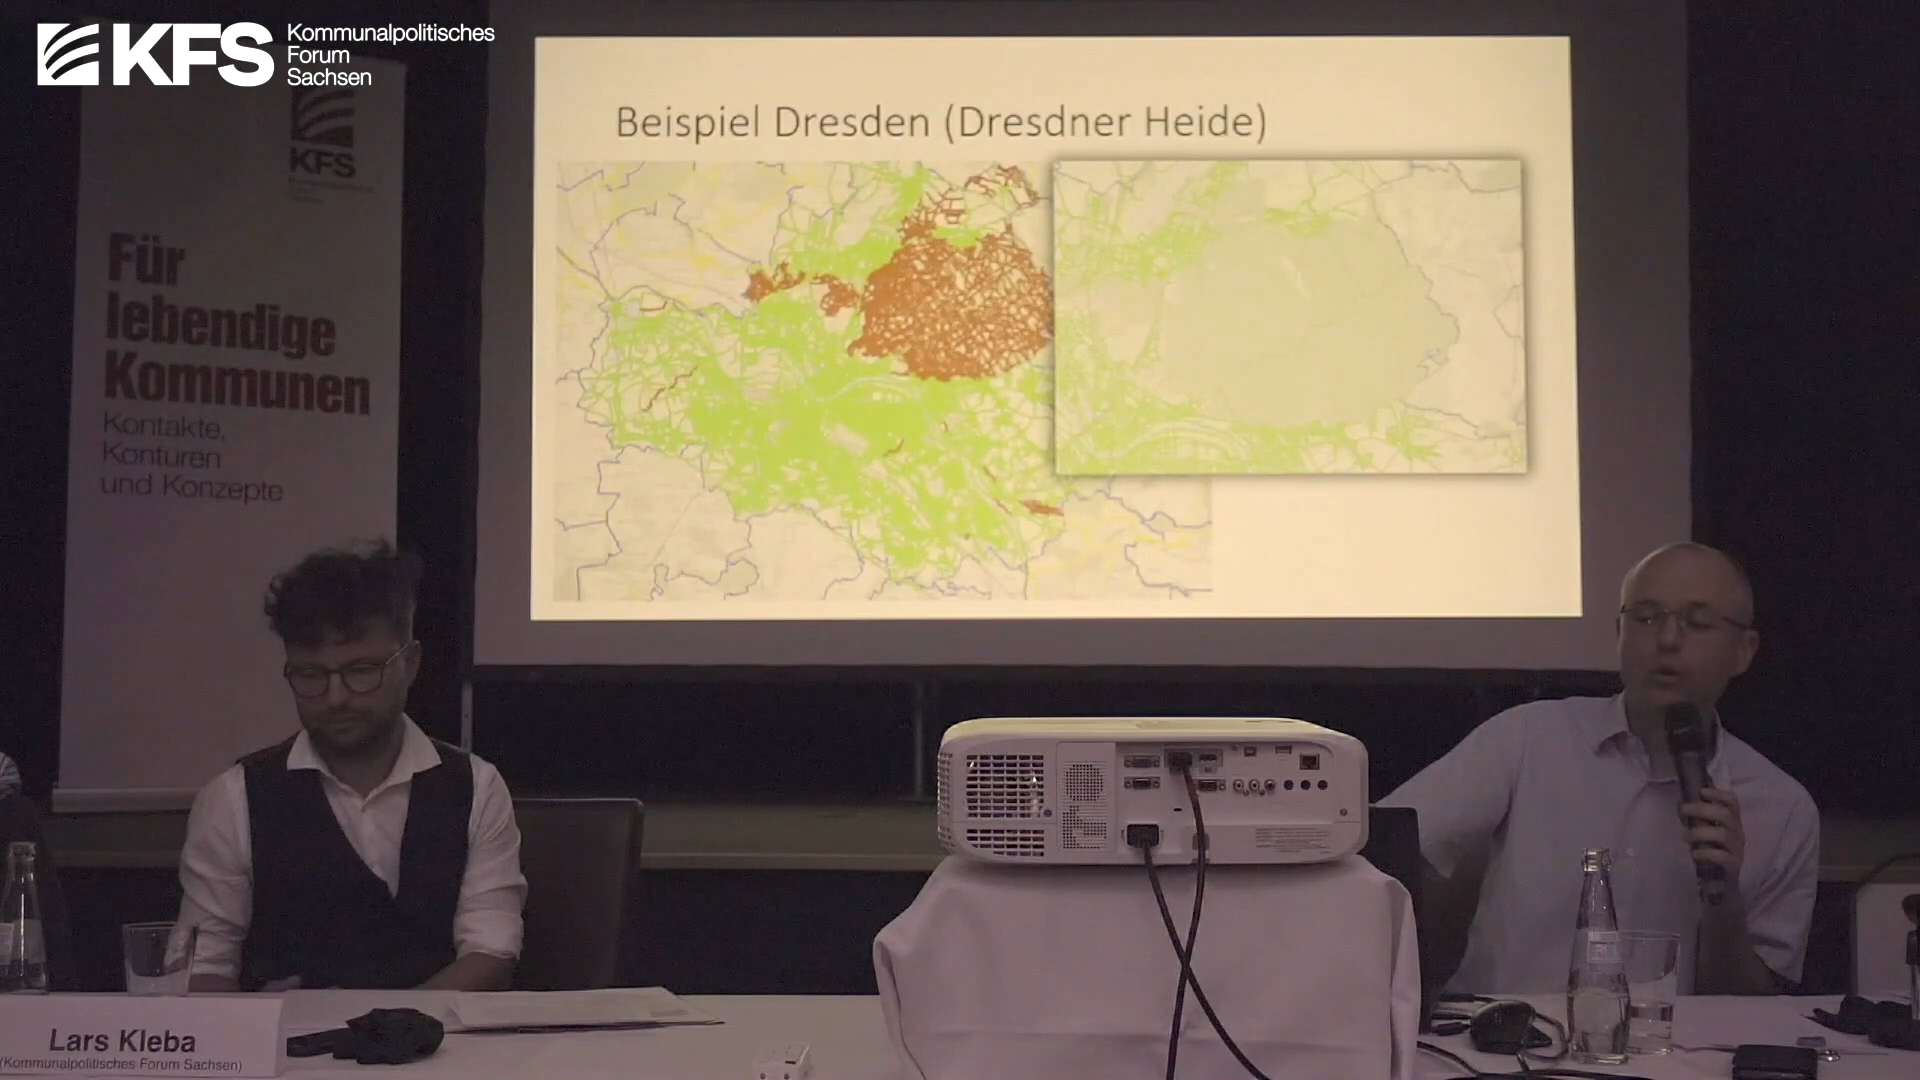 KFS
Kommunalpolitisches
Forum
Sachsen
KFS
Für
lebendige
Kommunen
Kontakte,
Konturen
und Konzepte
Beispiel Dresden (Dresdner Heide)
Lars Kleba
(Kommunalpolitisches Forum Sachsen)